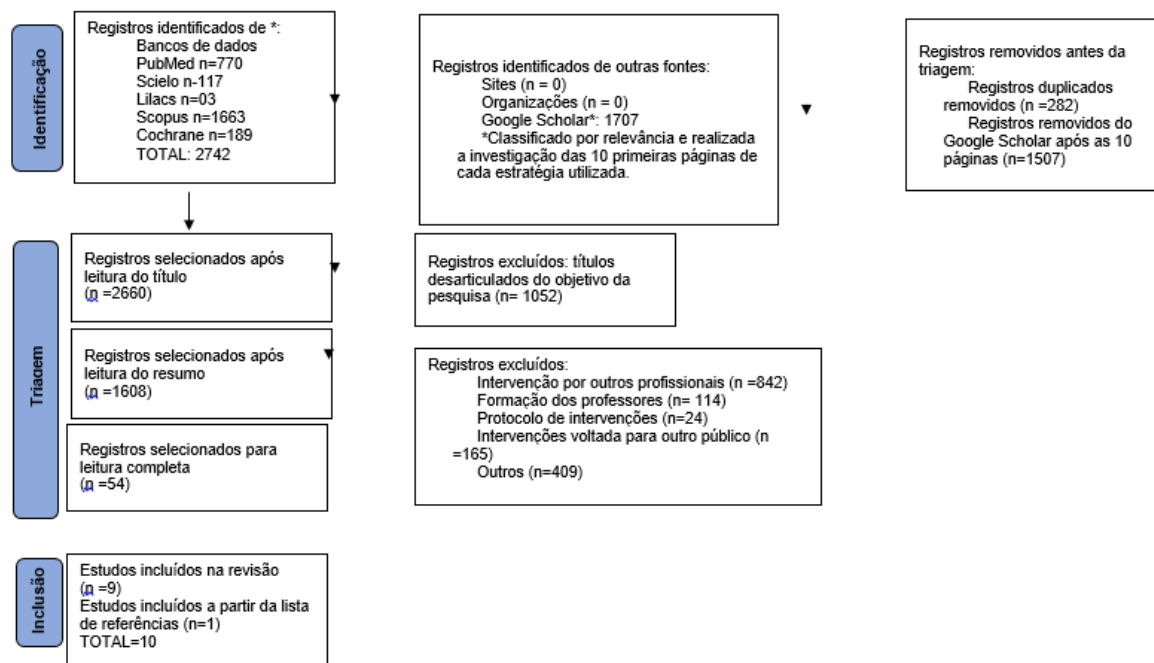 Identificação
Registros identificados de *:
Bancos de dados
PubMed n=770
Scielo n-117
Lilacs n=03
Scopus n=1663
Cochrane n=189
TOTAL: 2742
Registros identificados de outras fontes:
Sites (n = 0)
Organizações (n = 0)
Google Scholar*: 1707
*Classificado por relevância e realizada
a investigação das 10 primeiras páginas de
cada estratégia utilizada.
Registros removidos antes da
triagem:
Registros duplicados
removidos (n =282)
Registros removidos do
Google Scholar após as 10
páginas (n=1507)
Triagem
Registros selecionados após
leitura do título
(n =2660)
Registros excluídos: títulos
desarticulados do objetivo da
pesquisa (n= 1052)
Registros selecionados após
leitura do resumo
(n =1608)
Registros excluídos:
Intervenção por outros profissionais (n =842)
Formação dos professores (n= 114)
Protocolo de intervenções (n=24)
Intervenções voltada para outro público (n
=165)
Outros (n=409)
Registros selecionados para
leitura completa
(n =54)
Inclusão
Estudos incluídos na revisão
(n =9)
Estudos incluídos a partir da lista
de referências (n=1)
TOTAL=10